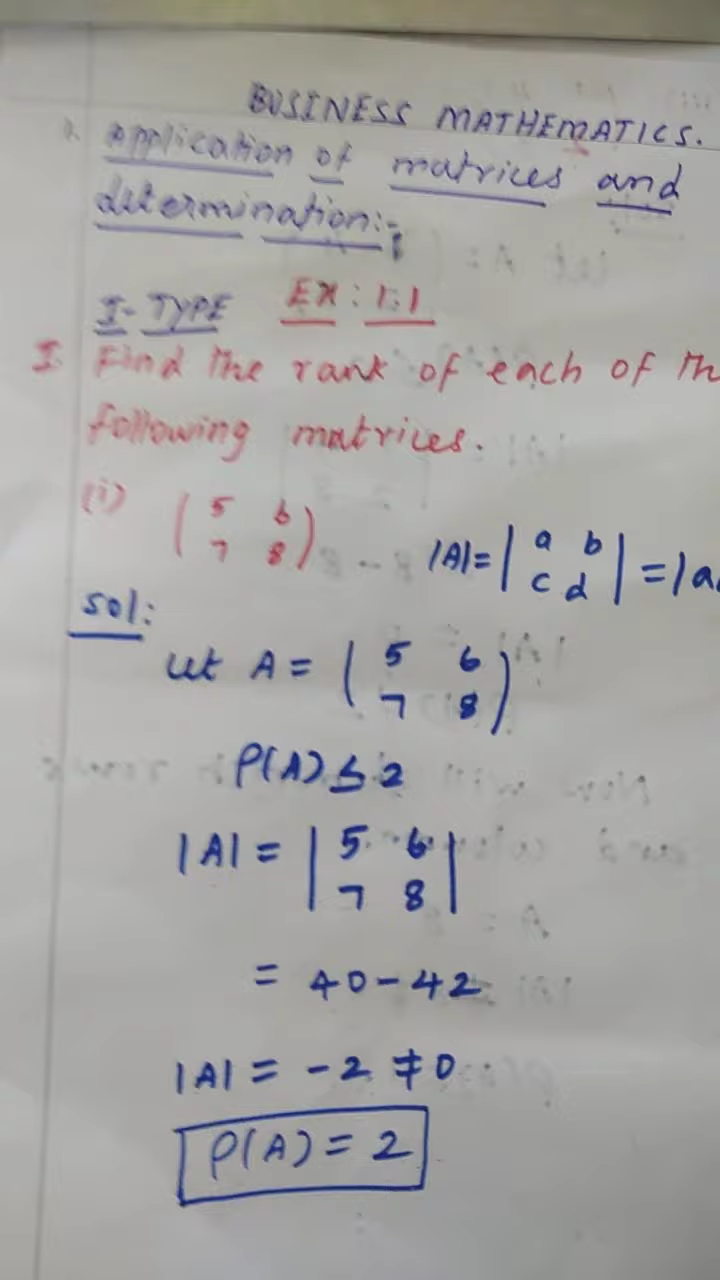 BUSINESS MATHEMATICS.
Application of matrices and
determination:-
I-TYPE EX: 1.1
I. Find the rank of each of th
following matrices.
(i) (5 6
7 8) |A|= |a b
c d| =|a
sol:
Let A = (5 6
7 8)
ρ(A) ≤ 2
|A| = |5 6
7 8|
= 40-42
|A| = -2 ≠ 0
ρ(A) = 2